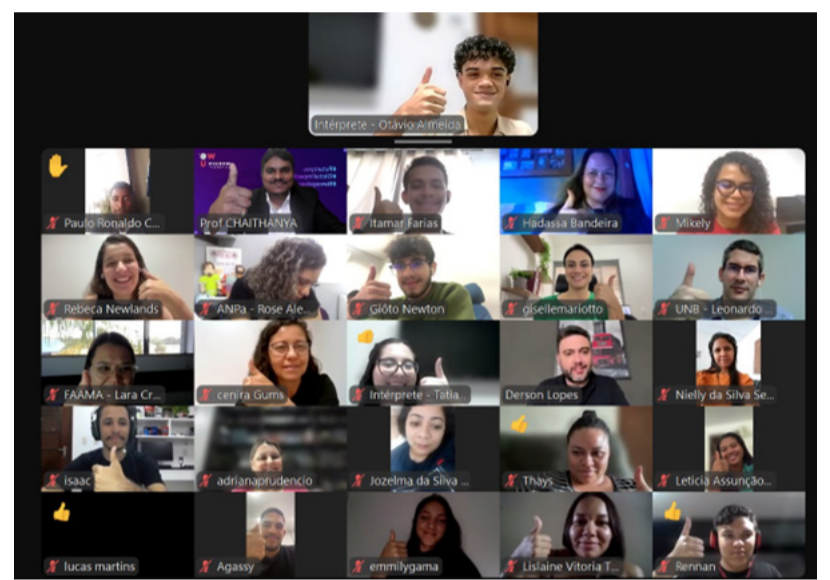 Intérprete - Otávio Almeida
Paulo Ronaldo C...
Prof CHAITHANYA
Itamar Farias
Hadassa Bandeira
Mikely
Rebeca Newlands
ANPa - Rose Ale...
Giôto Newton
gisellemariotto
UNB - Leonardo ...
FAAMA - Lara Cr...
cenira Gums
Intérprete - Tatia...
Derson Lopes
Nielly da Silva Se...
isaac
adrianaprudencio
Jozelma da Silva ...
Thays
Leticia Assunção...
lucas martins
Agassy
emmilygama
Lislaine Vitoria T...
Rennan